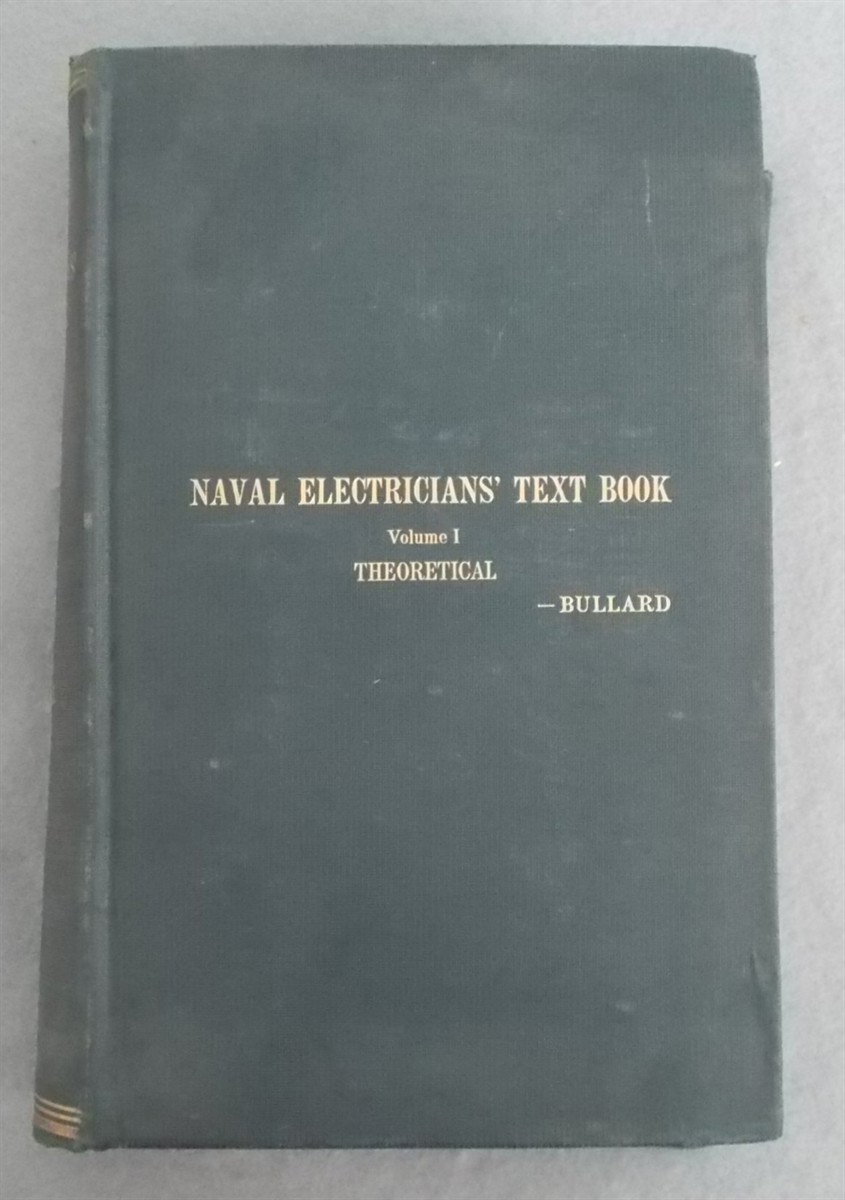 NAVAL ELECTRICIANS' TEXT BOOK
Volume I
THEORETICAL
—BULLARD